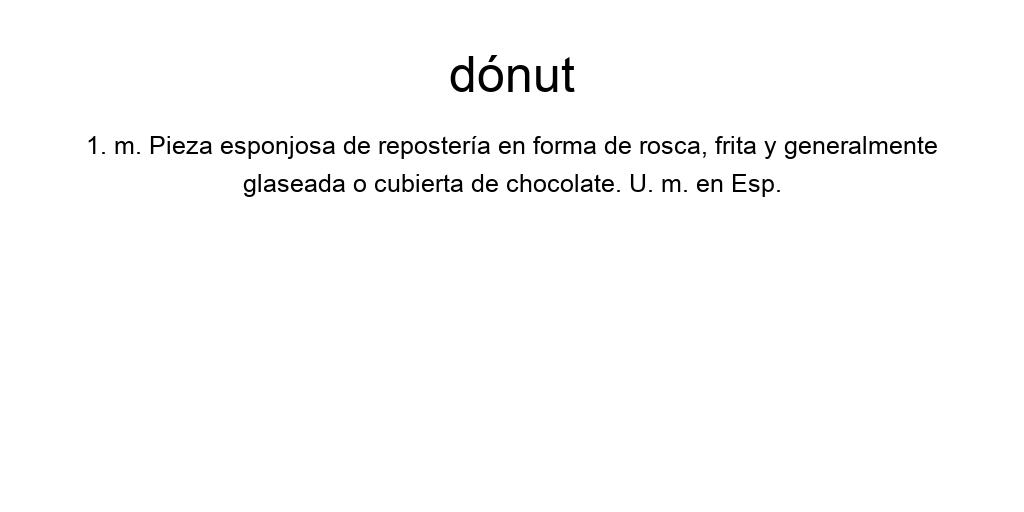 dónut
1. m. Pieza esponjosa de repostería en forma de rosca, frita y generalmente
glaseada o cubierta de chocolate. U. m. en Esp.